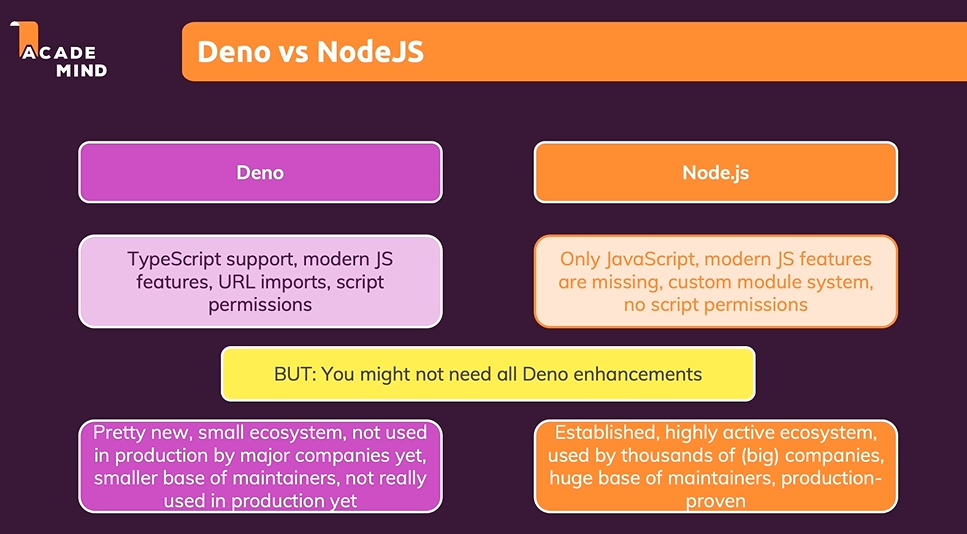 ACADE
MIND
Deno vs NodeJS
Deno
Node.js
TypeScript support, modern JS
features, URL imports, script
permissions
Only JavaScript, modern JS features
are missing, custom module system,
no script permissions
BUT: You might not need all Deno enhancements
Pretty new, small ecosystem, not used
in production by major companies yet,
smaller base of maintainers, not really
used in production yet
Established, highly active ecosystem,
used by thousands of (big) companies,
huge base of maintainers, production-
proven